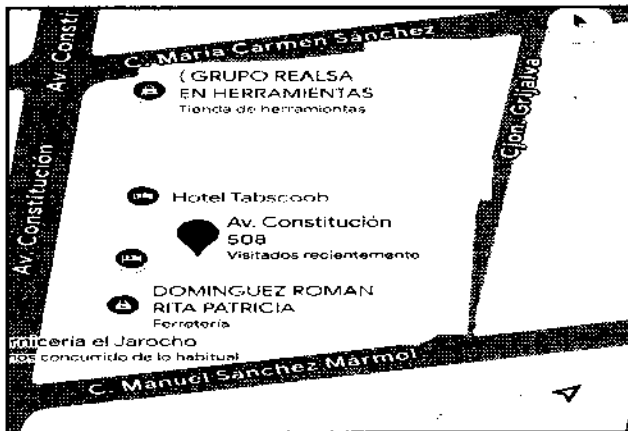 Av. Consti
C. María Carmen Sánchez
( GRUPO REALSA
EN HERRAMIENTAS
Tienda de herramientas
Cjon. Grijalva
Av. Constitución
Hotel Tabscoob
Av. Constitución
508
Visitados recientemente
DOMINGUEZ ROMAN
RITA PATRICIA
Ferretería
rnicería el Jarocho
nos concurrido de lo habitual
C. Manuel Sánchez Mármol